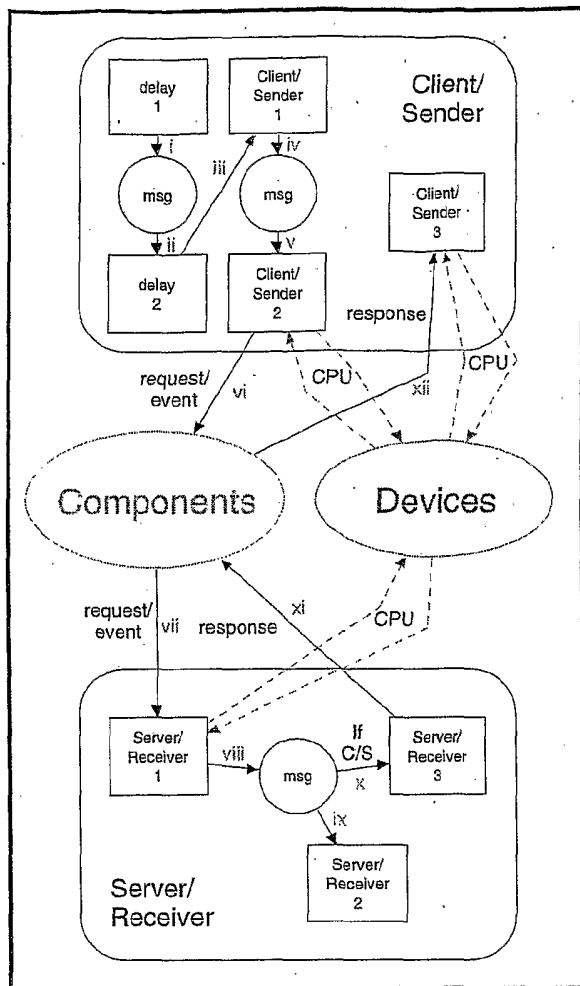 delay
1
Client/
Sender
1
Client/
Sender
i
iii
iv
msg
msg
Client/
Sender
3
ii
v
delay
2
Client/
Sender
2
response
request/
event
vi
CPU
xii
CPU
Components
Devices
request/
event
vii
response
xi
CPU
Server/
Receiver
1
viii
msg
If
C/S
x
Server/
Receiver
3
ix
Server/
Receiver
2
Server/
Receiver